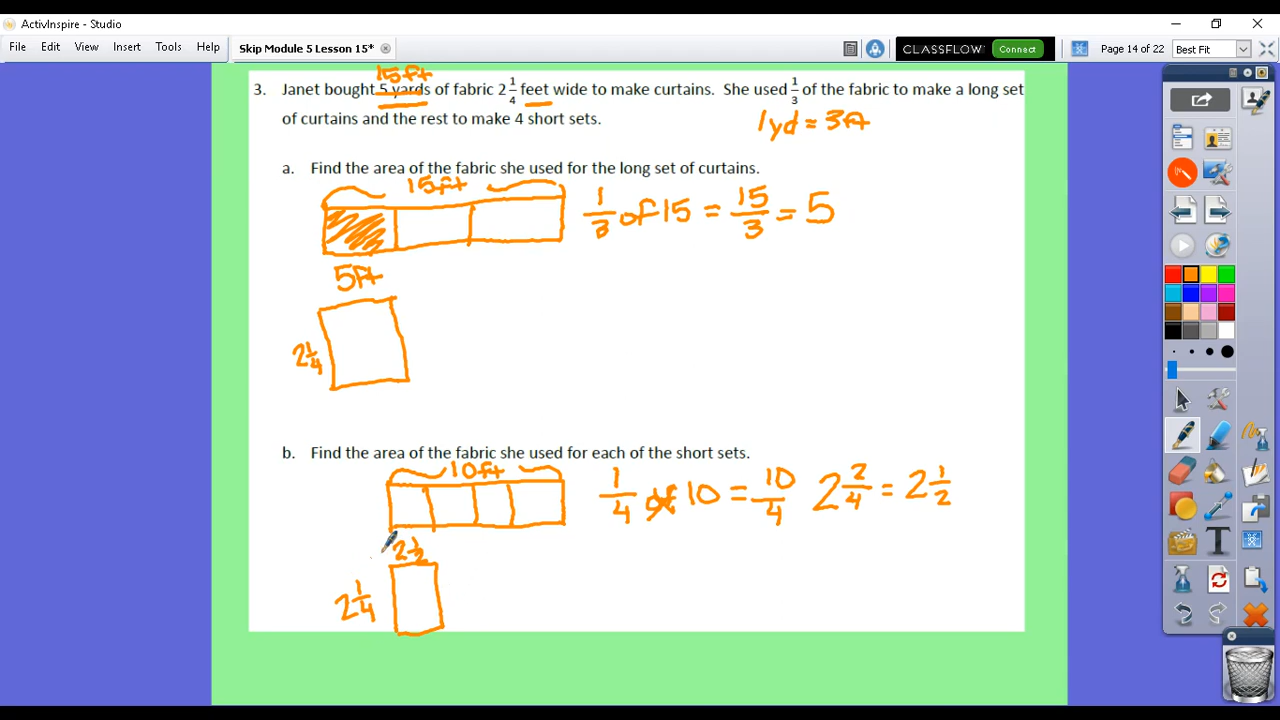 ActivInspire - Studio
File Edit View Insert Tools Help
Skip Module 5 Lesson 15*
CLASSFLOW Connect
Page 14 of 22
Best Fit
15ft
3. Janet bought 5 yards of fabric 2 1/4 feet wide to make curtains. She used 1/3 of the fabric to make a long set
of curtains and the rest to make 4 short sets.
1yd = 3ft
a. Find the area of the fabric she used for the long set of curtains.
15ft
1/3 of 15 = 15/3 = 5
5ft
2 1/4
b. Find the area of the fabric she used for each of the short sets.
10ft
1/4 of 10 = 10/4 2 2/4 = 2 1/2
2 1/2
2 1/4